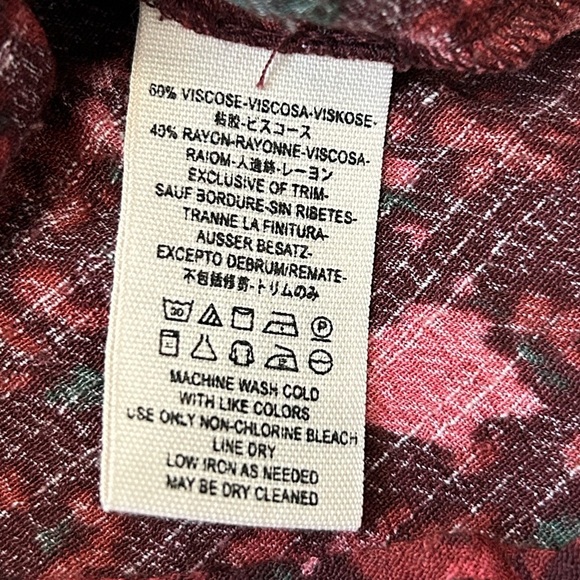 60% VISCOSE-VISCOSA-VISKOSE-
粘胶-ビスコース
40% RAYON-RAYONNE-VISCOSA-
RAIOM-人造絲-レーヨン
EXCLUSIVE OF TRIM-
SAUF BORDURE-SIN RIBETES-
TRANNE LA FINITURA-
AUSSER BESATZ-
EXCEPTO DEBRUM/REMATE-
不包括修剪-トリムのみ
30 P
MACHINE WASH COLD
WITH LIKE COLORS
USE ONLY NON-CHLORINE BLEACH
LINE DRY
LOW IRON AS NEEDED
MAY BE DRY CLEANED